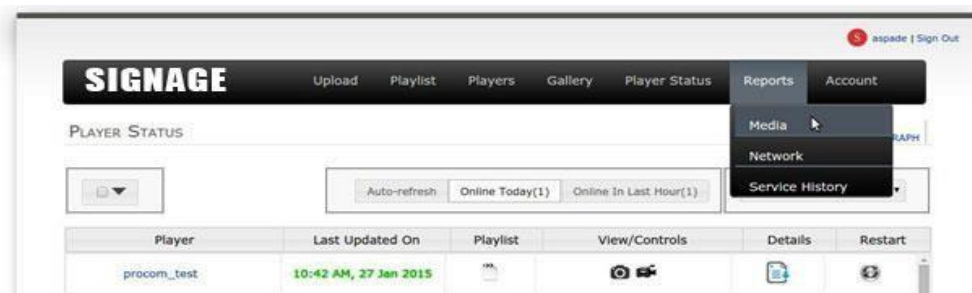 S aspade | Sign Out
SIGNAGE Upload Playlist Players Gallery Player Status Reports Account
PLAYER STATUS
Media
RAPH
Network
Auto-refresh Online Today(1) Online In Last Hour(1)
Service History
Player Last Updated On Playlist View/Controls Details Restart
procom_test 10:42 AM, 27 Jan 2015